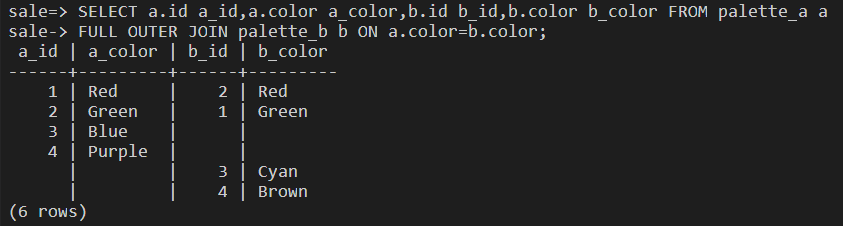 sale=> SELECT a.id a_id,a.color a_color,b.id b_id,b.color b_color FROM palette_a a
sale-> FULL OUTER JOIN palette_b b ON a.color=b.color;
 a_id | a_color | b_id | b_color
------+---------+------+---------
    1 | Red     |    2 | Red
    2 | Green   |    1 | Green
    3 | Blue    |      |
    4 | Purple  |      |
      |         |    3 | Cyan
      |         |    4 | Brown
(6 rows)